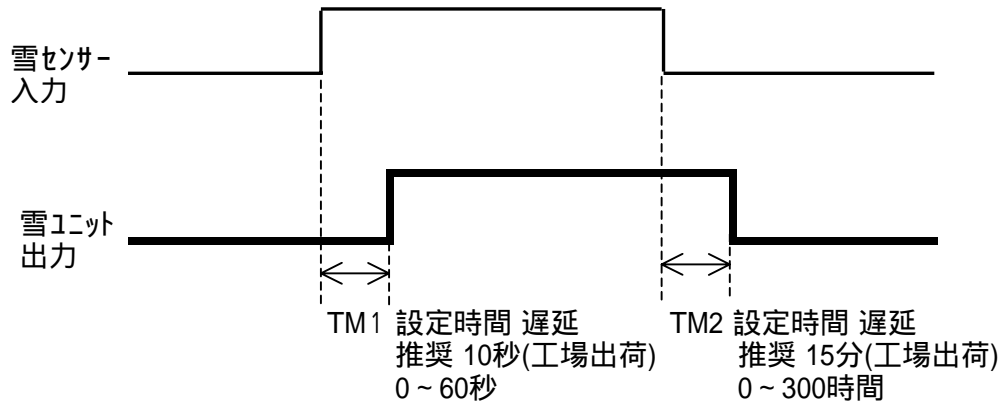 雪ｾﾝｻｰ
入力
雪ﾕﾆｯﾄ
出力
TM1 設定時間 遅延
推奨 10秒(工場出荷)
0～60秒
TM2 設定時間 遅延
推奨 15分(工場出荷)
0～300時間